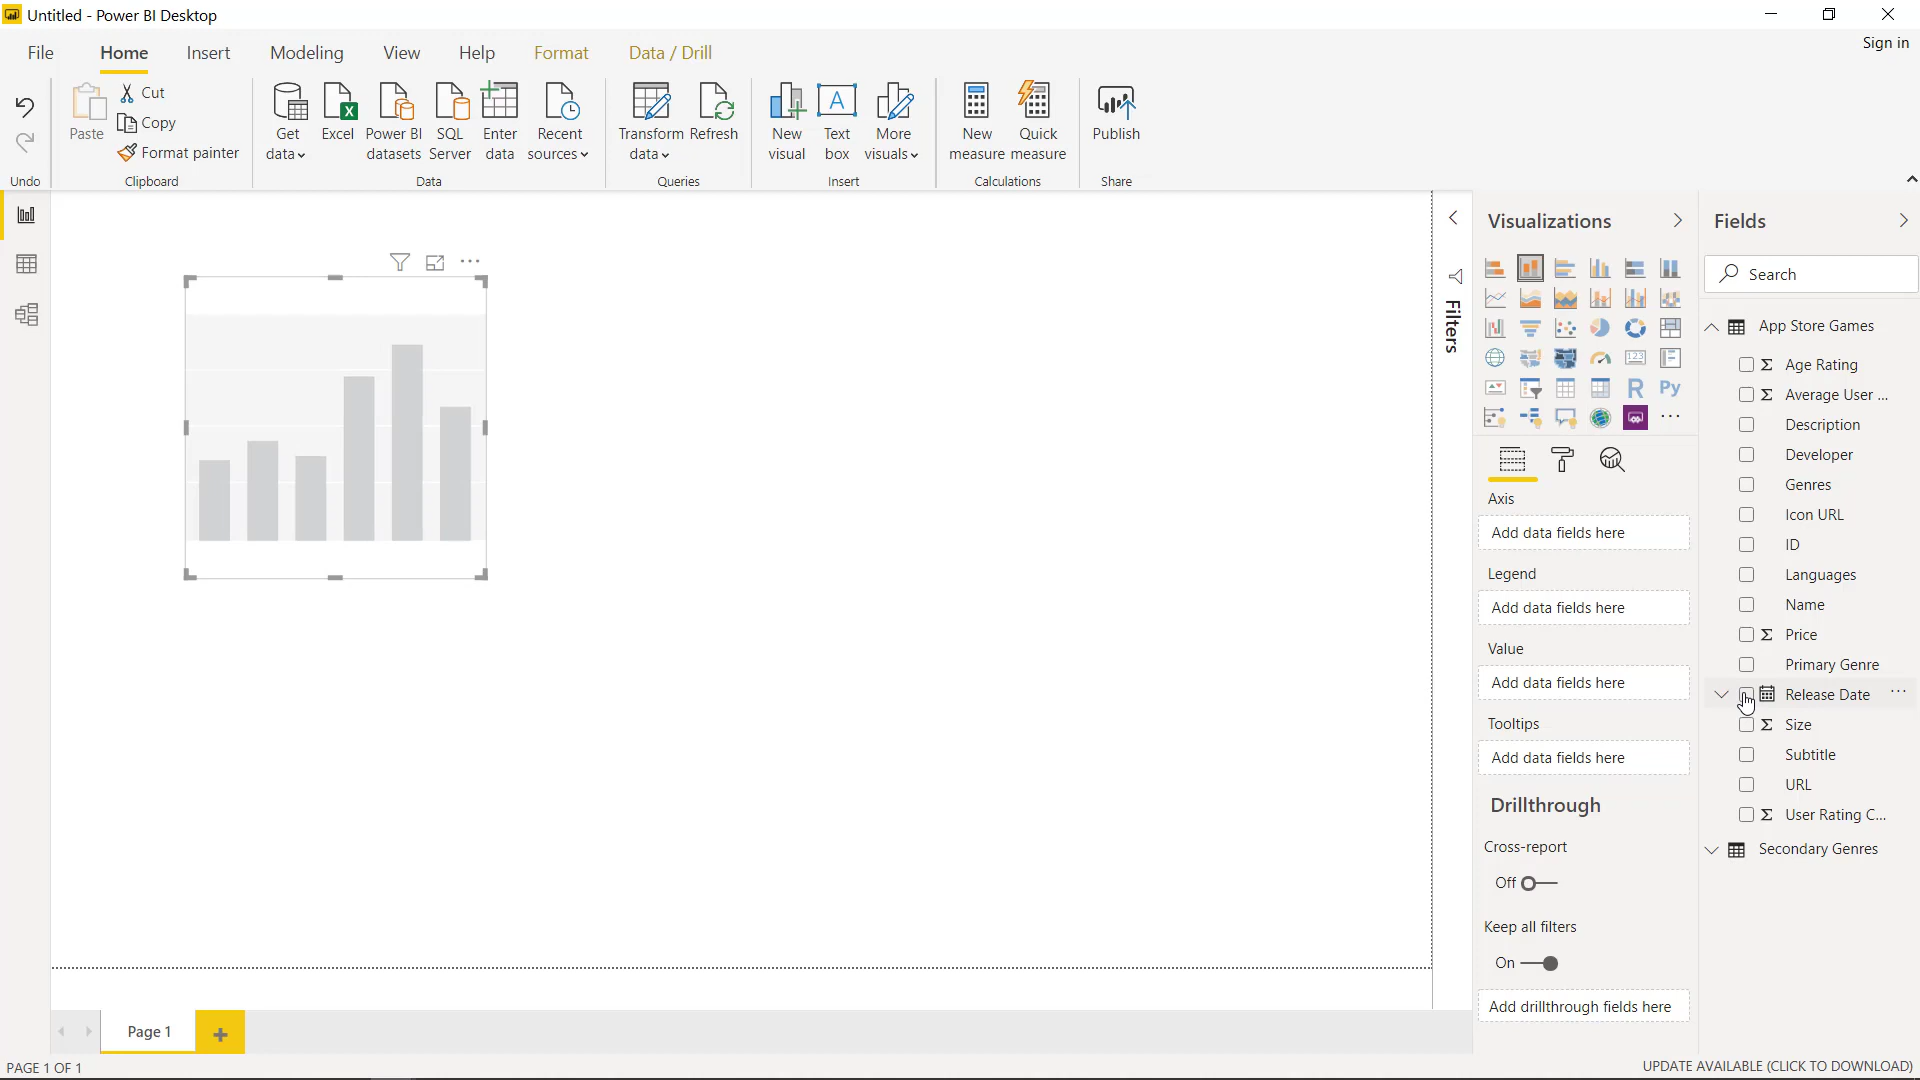 Untitled - Power BI Desktop
Sign in
File Home Insert Modeling View Help Format Data / Drill
Paste
Cut
Copy
Format painter
Get data
Excel
Power BI datasets
SQL Server
Enter data
Recent sources
Transform data
Refresh
New visual
Text box
More visuals
New measure
Quick measure
Publish
Undo Clipboard Data Queries Insert Calculations Share
Filters
Visualizations
123
R
Py
Axis
Add data fields here
Legend
Add data fields here
Value
Add data fields here
Tooltips
Add data fields here
Drillthrough
Cross-report
Off
Keep all filters
On
Add drillthrough fields here
Fields
Search
App Store Games
Σ Age Rating
Σ Average User ...
Description
Developer
Genres
Icon URL
ID
Languages
Name
Σ Price
Primary Genre
Release Date
Σ Size
Subtitle
URL
Σ User Rating C...
Secondary Genres
Page 1
PAGE 1 OF 1
UPDATE AVAILABLE (CLICK TO DOWNLOAD)